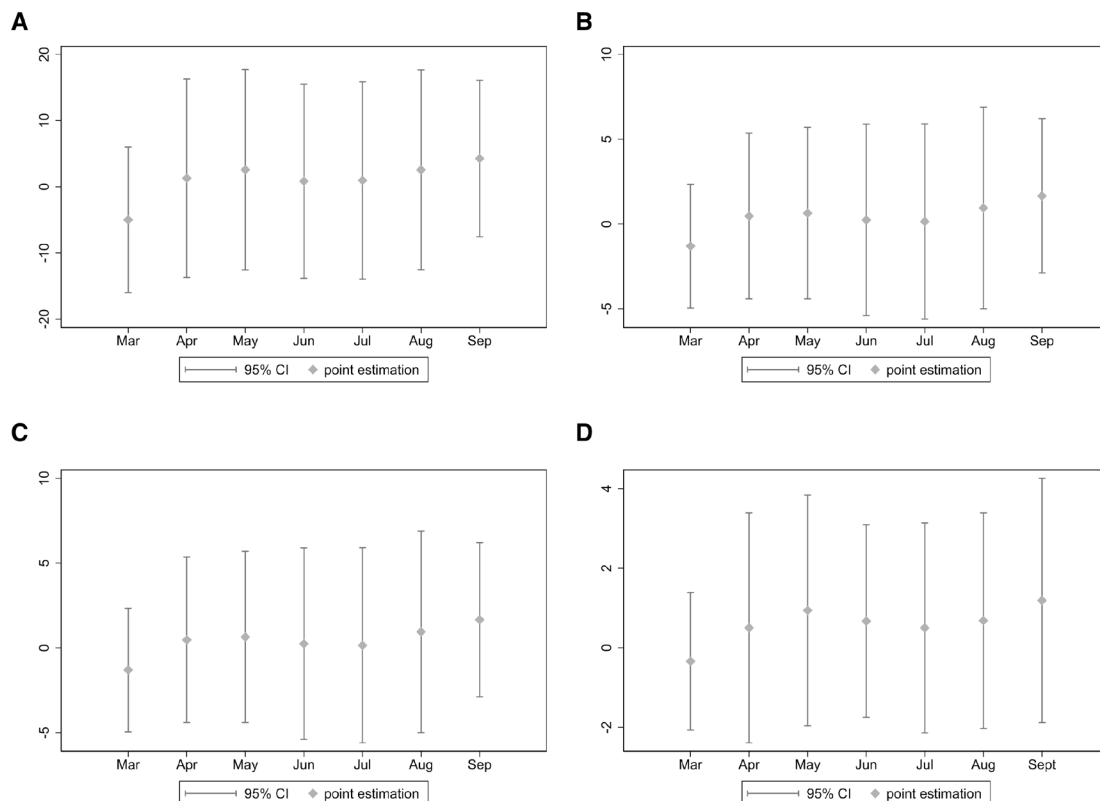 A
20
10
0
-10
-20
Mar Apr May Jun Jul Aug Sep
95% CI point estimation
B
10
5
0
-5
Mar Apr May Jun Jul Aug Sep
95% CI point estimation
C
10
5
0
-5
Mar Apr May Jun Jul Aug Sep
95% CI point estimation
D
4
2
0
-2
Mar Apr May Jun Jul Aug Sept
95% CI point estimation